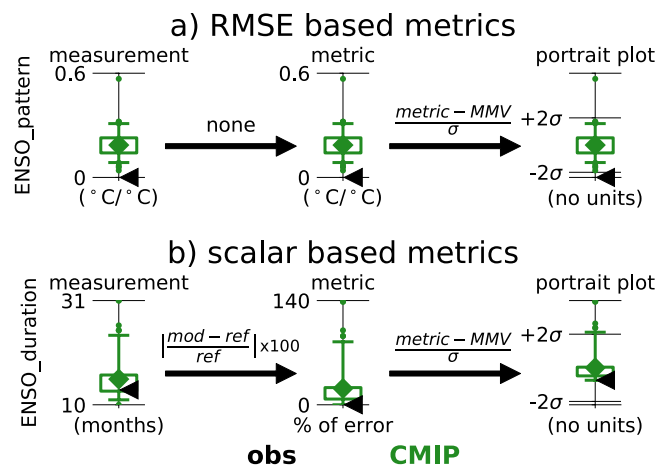 a) RMSE based metrics
measurement metric portrait plot
0.6 0.6
ENSO_pattern
none
metric − MMV
σ
+2σ
0 0 -2σ
(°C/°C) (°C/°C) (no units)
b) scalar based metrics
measurement metric portrait plot
31 140
ENSO_duration
|mod − ref
ref| x100
metric − MMV
σ
+2σ
10 0 -2σ
(months) % of error (no units)
obs CMIP